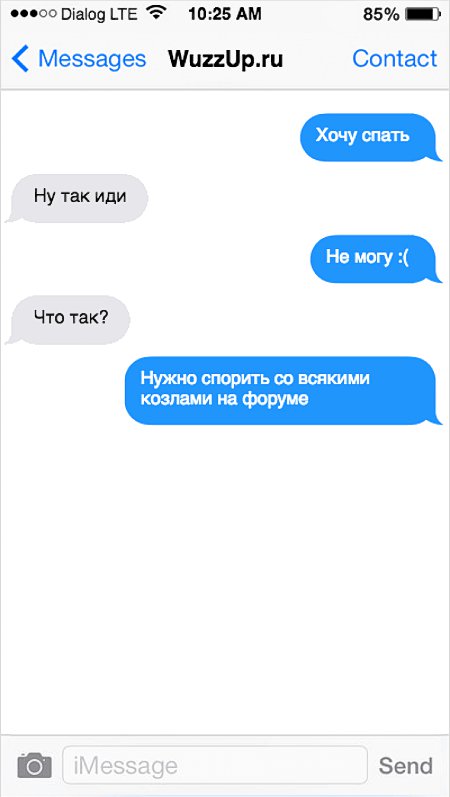 Dialog LTE 10:25 AM 85%
Messages WuzzUp.ru Contact
Хочу спать
Ну так иди
Не могу :(
Что так?
Нужно спорить со всякими
козлами на форуме
iMessage Send